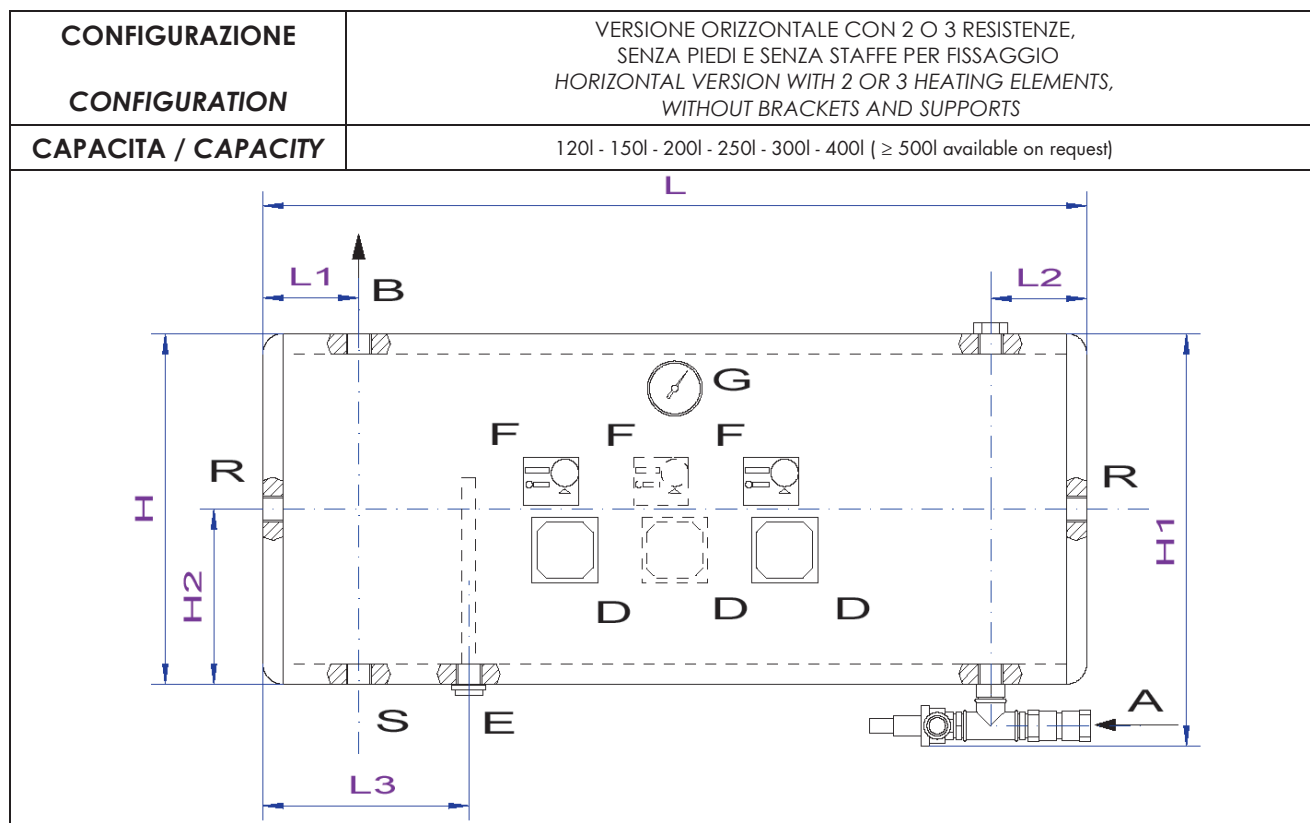 CONFIGURAZIONE
CONFIGURATION
VERSIONE ORIZZONTALE CON 2 O 3 RESISTENZE,
SENZA PIEDI E SENZA STAFFE PER FISSAGGIO
HORIZONTAL VERSION WITH 2 OR 3 HEATING ELEMENTS,
WITHOUT BRACKETS AND SUPPORTS
CAPACITA / CAPACITY
120l - 150l - 200l - 250l - 300l - 400l ( ≥ 500l available on request)
L
L1
B
L2
G
F F F
R
R
H
H1
H2
D D D
S
E
A
L3